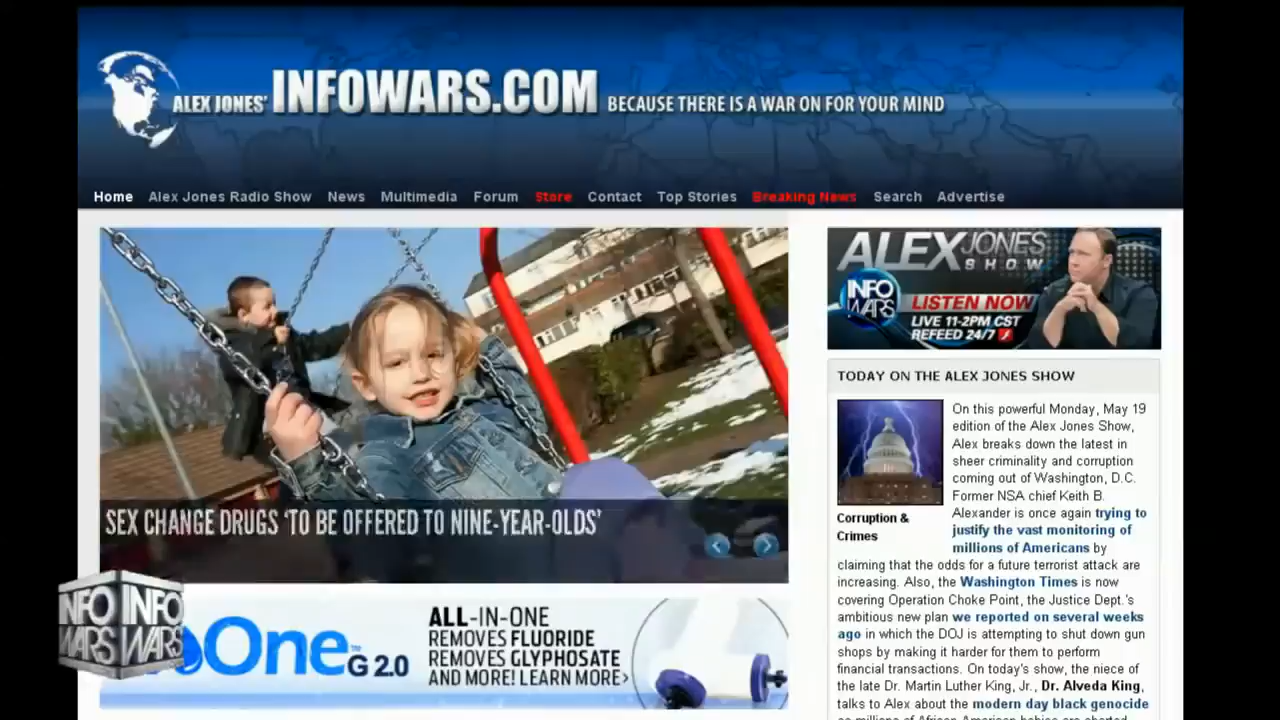 ALEX JONES' INFOWARS.COM BECAUSE THERE IS A WAR ON FOR YOUR MIND
Home Alex Jones Radio Show News Multimedia Forum Store Contact Top Stories Breaking News Search Advertise
ALEX JONES
SHOW
INFO
WARS
LISTEN NOW
LIVE 11-2PM CST
REFEED 24/7
SEX CHANGE DRUGS 'TO BE OFFERED TO NINE-YEAR-OLDS'
TODAY ON THE ALEX JONES SHOW
Corruption &
Crimes
On this powerful Monday, May 19
edition of the Alex Jones Show,
Alex breaks down the latest in
sheer criminality and corruption
coming out of Washington, D.C.
Former NSA chief Keith B.
Alexander is once again trying to
justify the vast monitoring of
millions of Americans by
claiming that the odds for a future terrorist attack are
increasing. Also, the Washington Times is now
covering Operation Choke Point, the Justice Dept.'s
ambitious new plan we reported on several weeks
ago in which the DOJ is attempting to shut down gun
shops by making it harder for them to perform
financial transactions. On today's show, the niece of
the late Dr. Martin Luther King, Jr., Dr. Alveda King,
talks to Alex about the modern day black genocide
INFO INFO
WARS WARS
One™ G 2.0
ALL-IN-ONE
REMOVES FLUORIDE
REMOVES GLYPHOSATE
AND MORE! LEARN MORE>